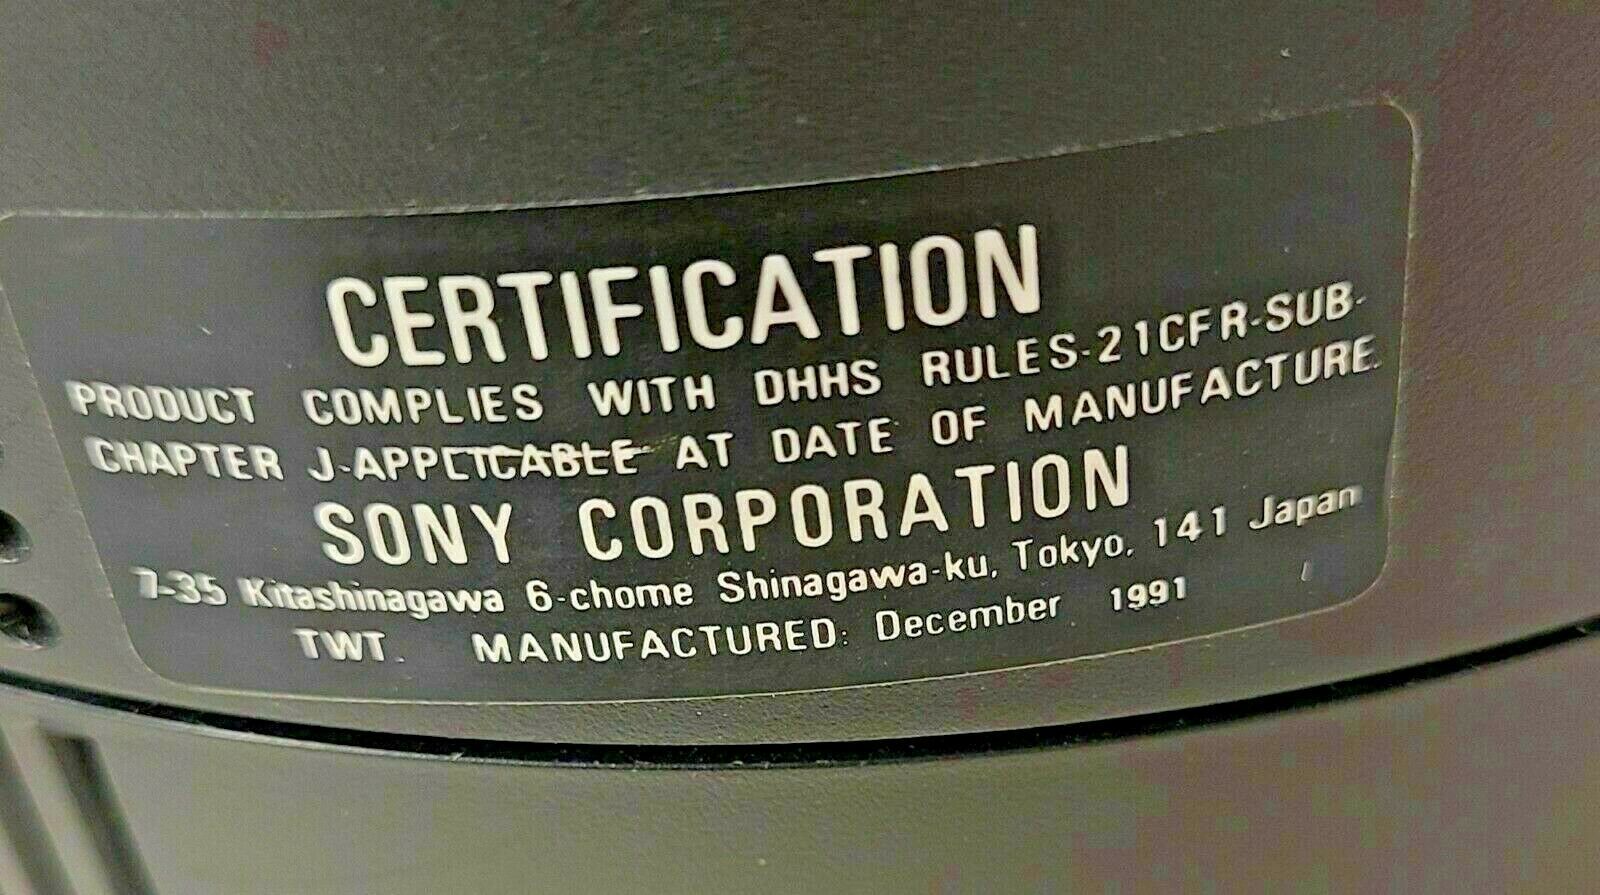 CERTIFICATION
PRODUCT COMPLIES WITH DHHS RULES-21CFR-SUB-
CHAPTER J-APPLICABLE AT DATE OF MANUFACTURE.
SONY CORPORATION
7-35 Kitashinagawa 6-chome Shinagawa-ku, Tokyo, 141 Japan
TWT. MANUFACTURED: December, 1991